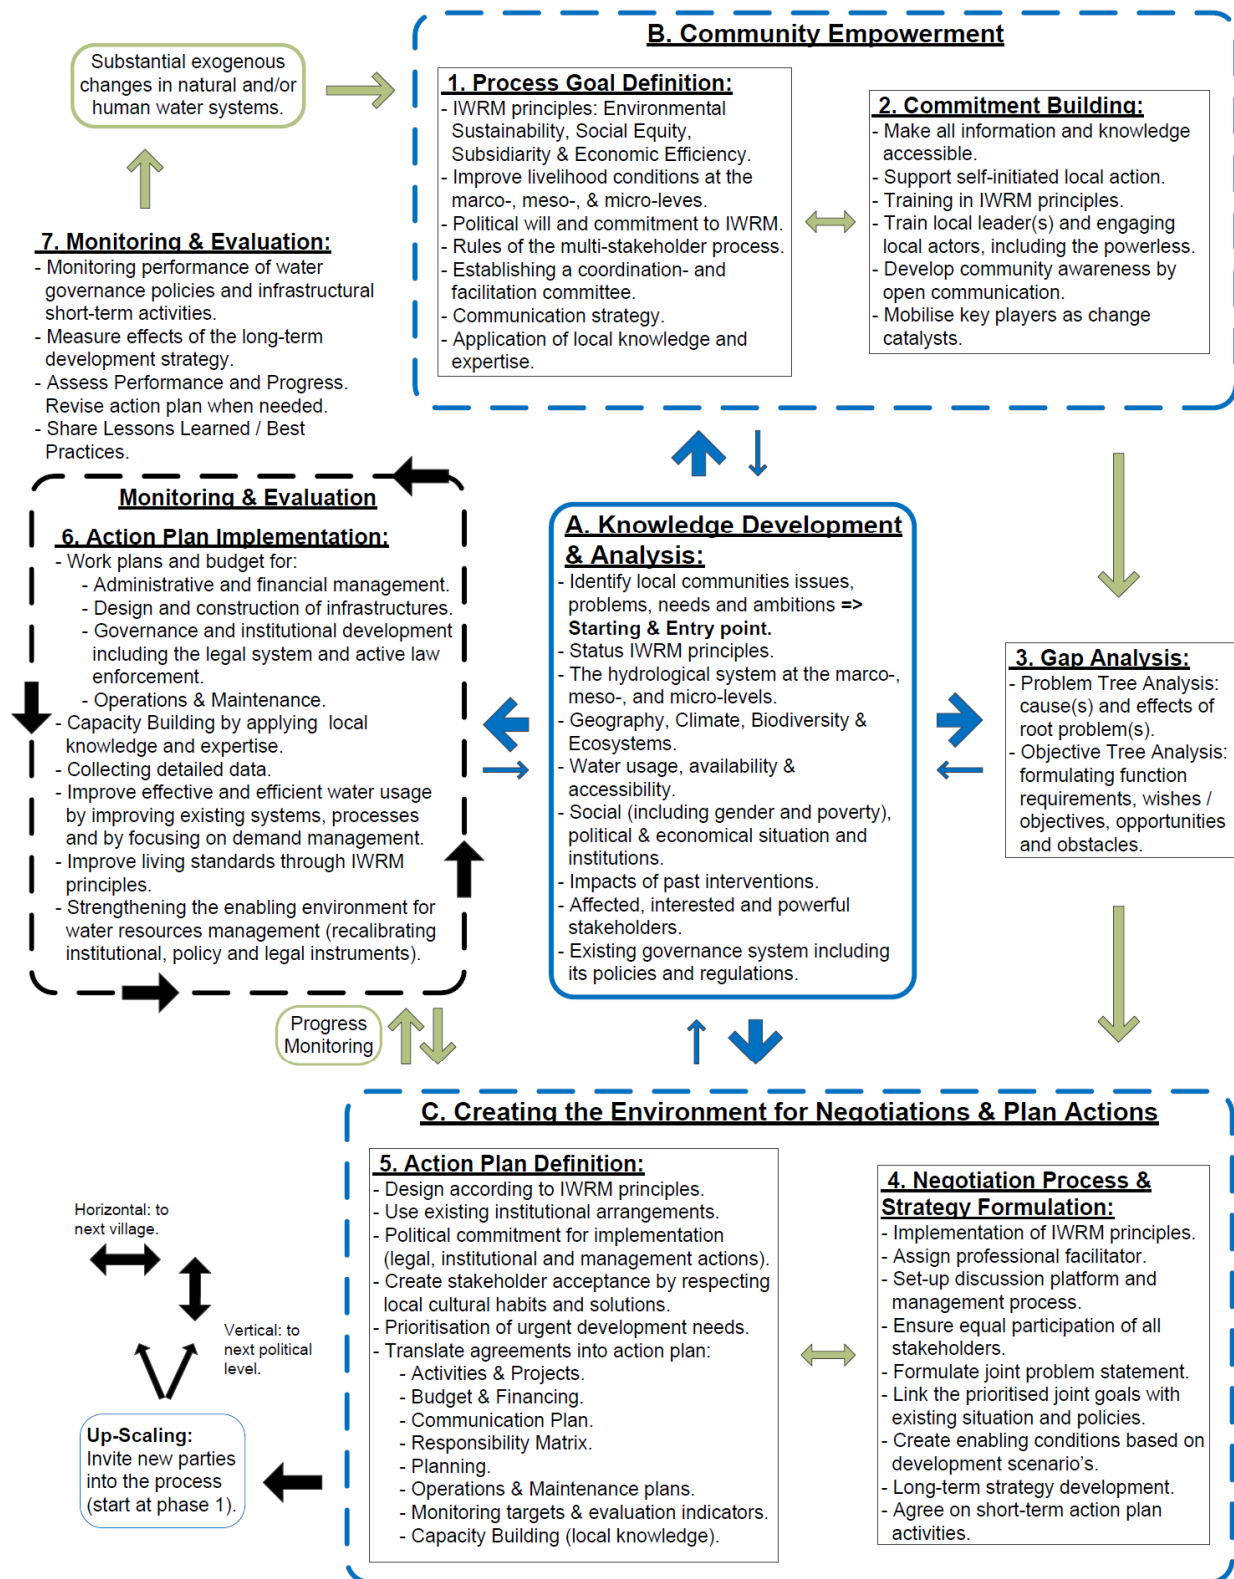 B. Community Empowerment
Substantial exogenous
changes in natural and/or
human water systems.
1. Process Goal Definition:
- IWRM principles: Environmental
Sustainability, Social Equity,
Subsidiarity & Economic Efficiency.
- Improve livelihood conditions at the
marco-, meso-, & micro-leves.
- Political will and commitment to IWRM.
- Rules of the multi-stakeholder process.
- Establishing a coordination- and
facilitation committee.
- Communication strategy.
- Application of local knowledge and
expertise.
2. Commitment Building:
- Make all information and knowledge
accessible.
- Support self-initiated local action.
- Training in IWRM principles.
- Train local leader(s) and engaging
local actors, including the powerless.
- Develop community awareness by
open communication.
- Mobilise key players as change
catalysts.
7. Monitoring & Evaluation:
- Monitoring performance of water
governance policies and infrastructural
short-term activities.
- Measure effects of the long-term
development strategy.
- Assess Performance and Progress.
Revise action plan when needed.
- Share Lessons Learned / Best
Practices.
Monitoring & Evaluation
6. Action Plan Implementation:
- Work plans and budget for:
- Administrative and financial management.
- Design and construction of infrastructures.
- Governance and institutional development
including the legal system and active law
enforcement.
- Operations & Maintenance.
- Capacity Building by applying local
knowledge and expertise.
- Collecting detailed data.
- Improve effective and efficient water usage
by improving existing systems, processes
and by focusing on demand management.
- Improve living standards through IWRM
principles.
- Strengthening the enabling environment for
water resources management (recalibrating
institutional, policy and legal instruments).
A. Knowledge Development
& Analysis:
- Identify local communities issues,
problems, needs and ambitions =>
Starting & Entry point.
- Status IWRM principles.
- The hydrological system at the marco-,
meso-, and micro-levels.
- Geography, Climate, Biodiversity &
Ecosystems.
- Water usage, availability &
accessibility.
- Social (including gender and poverty),
political & economical situation and
institutions.
- Impacts of past interventions.
- Affected, interested and powerful
stakeholders.
- Existing governance system including
its policies and regulations.
3. Gap Analysis:
- Problem Tree Analysis:
cause(s) and effects of
root problem(s).
- Objective Tree Analysis:
formulating function
requirements, wishes /
objectives, opportunities
and obstacles.
Progress
Monitoring
C. Creating the Environment for Negotiations & Plan Actions
5. Action Plan Definition:
- Design according to IWRM principles.
- Use existing institutional arrangements.
- Political commitment for implementation
(legal, institutional and management actions).
- Create stakeholder acceptance by respecting
local cultural habits and solutions.
- Prioritisation of urgent development needs.
- Translate agreements into action plan:
- Activities & Projects.
- Budget & Financing.
- Communication Plan.
- Responsibility Matrix.
- Planning.
- Operations & Maintenance plans.
- Monitoring targets & evaluation indicators.
- Capacity Building (local knowledge).
4. Negotiation Process &
Strategy Formulation:
- Implementation of IWRM principles.
- Assign professional facilitator.
- Set-up discussion platform and
management process.
- Ensure equal participation of all
stakeholders.
- Formulate joint problem statement.
- Link the prioritised joint goals with
existing situation and policies.
- Create enabling conditions based on
development scenario's.
- Long-term strategy development.
- Agree on short-term action plan
activities.
Horizontal: to
next village.
Vertical: to
next political
level.
Up-Scaling:
Invite new parties
into the process
(start at phase 1).